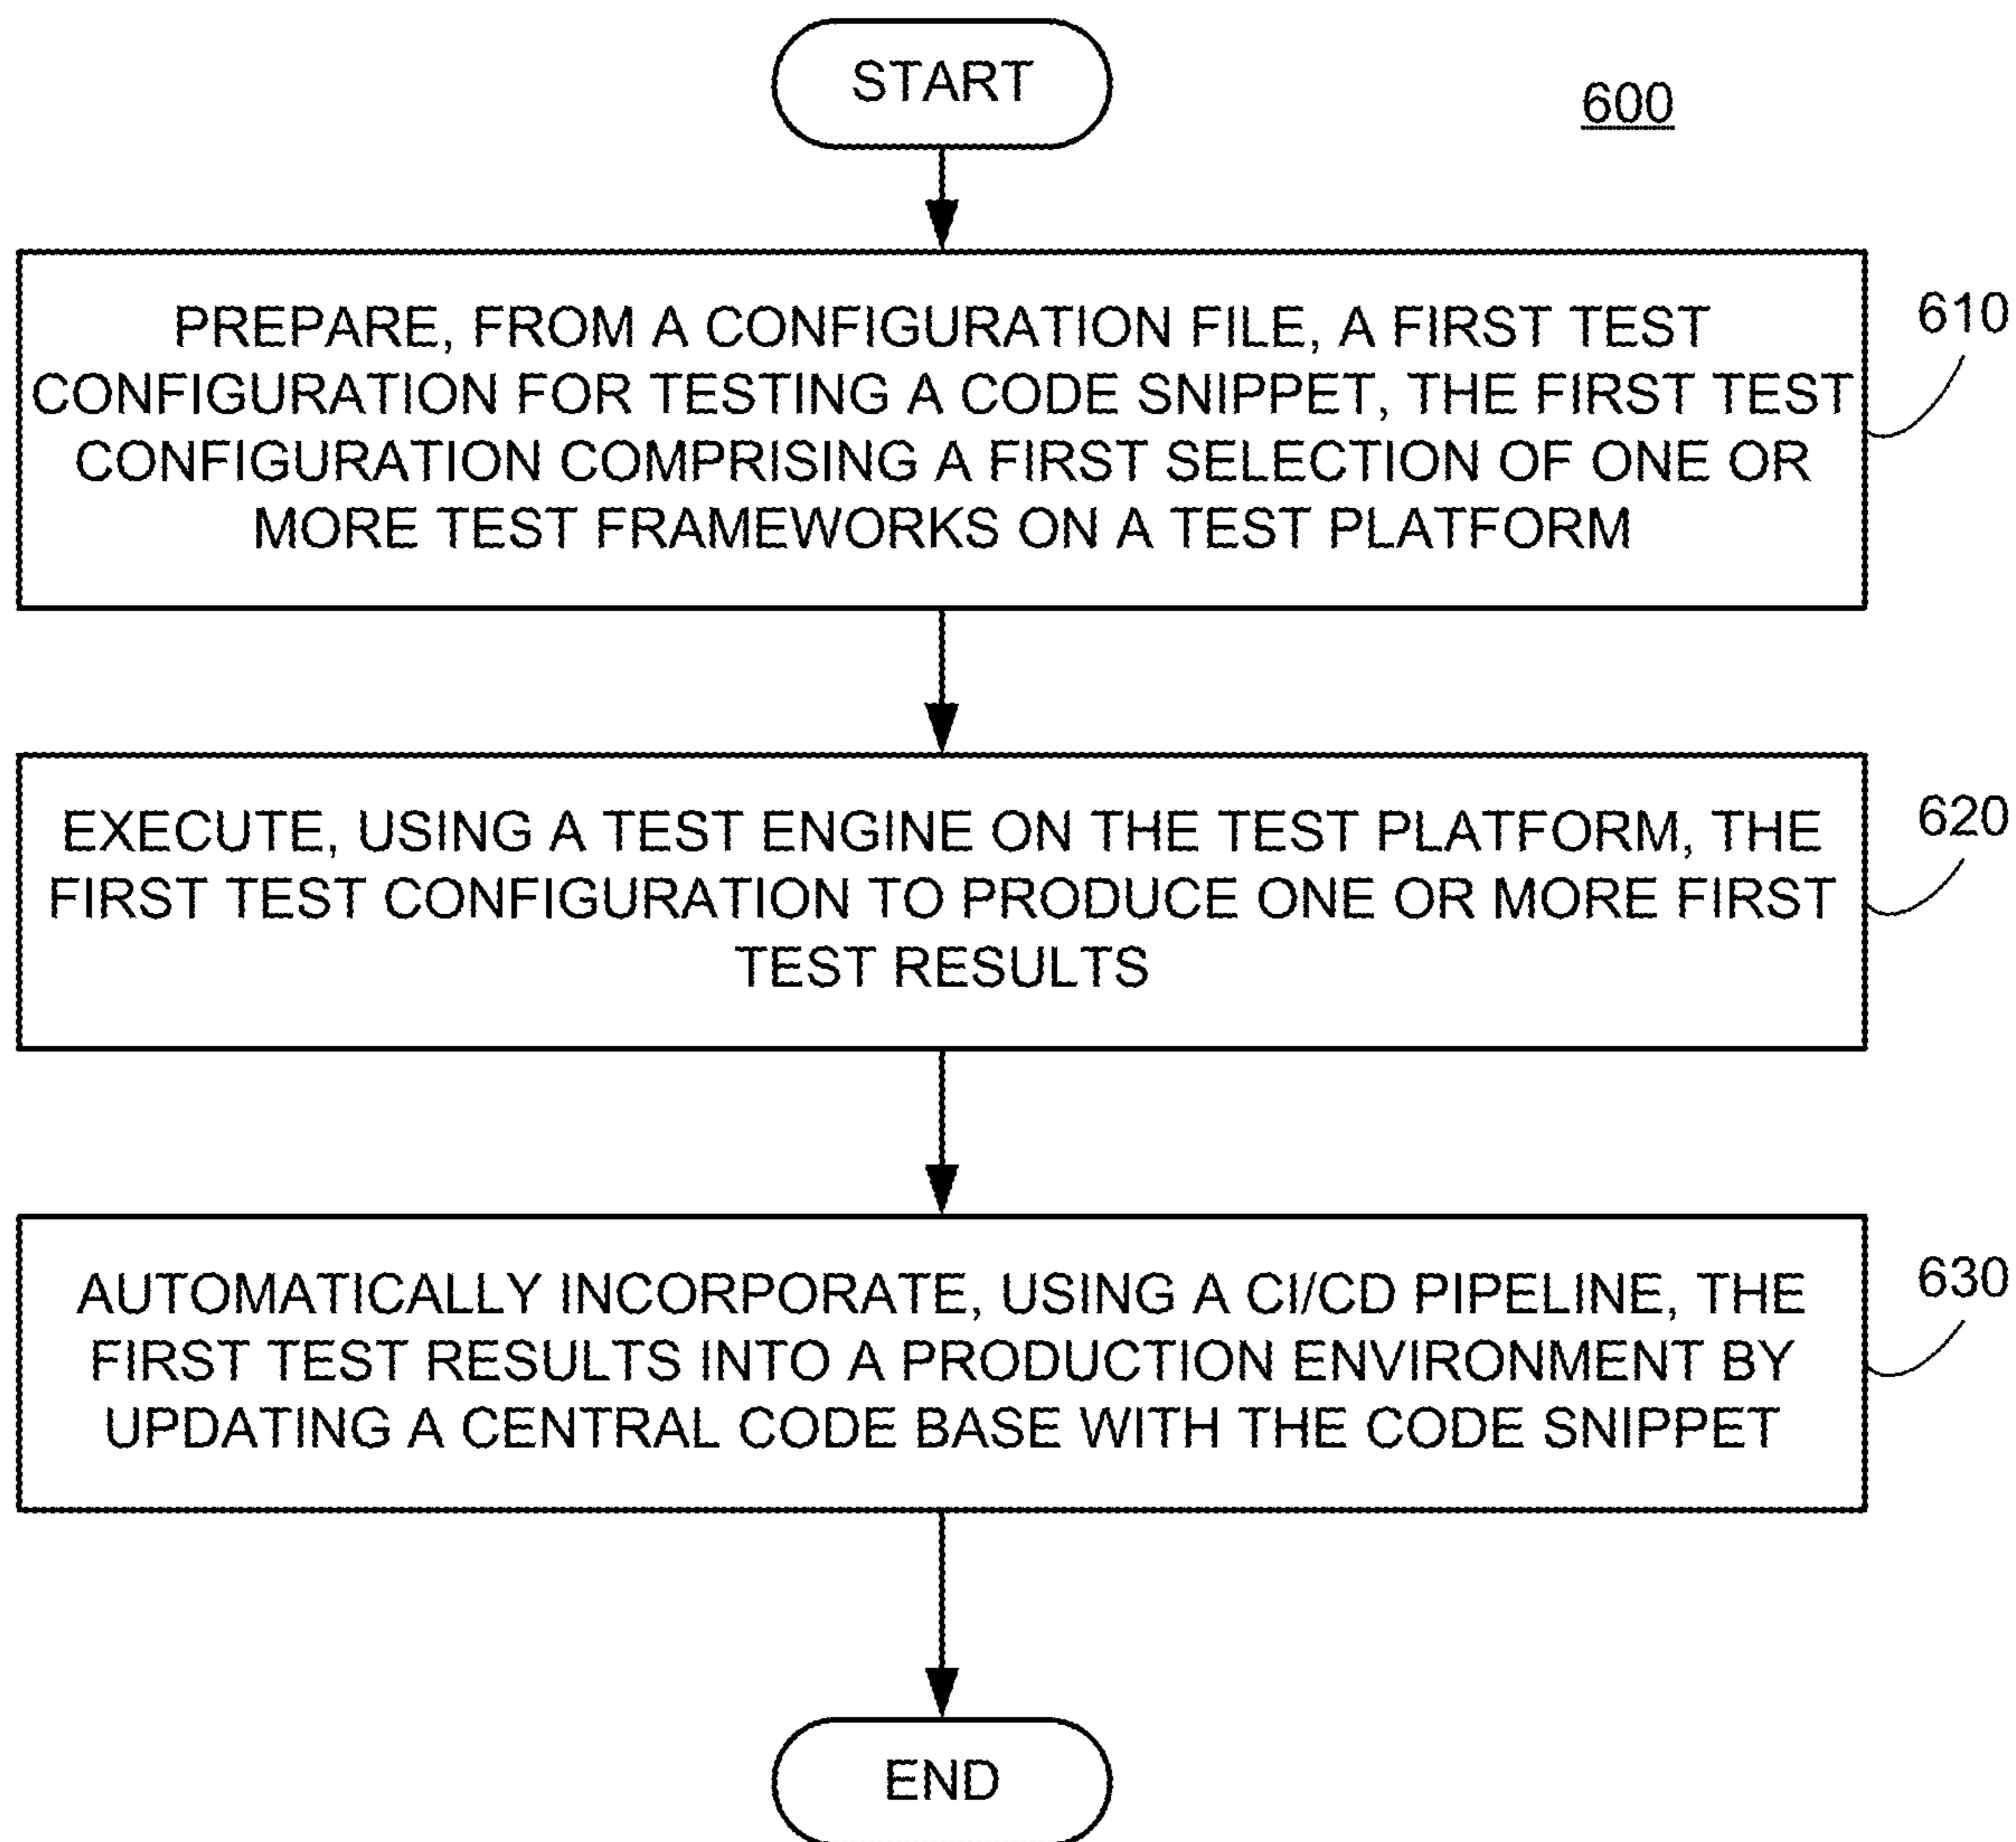 START
600
PREPARE, FROM A CONFIGURATION FILE, A FIRST TEST
CONFIGURATION FOR TESTING A CODE SNIPPET, THE FIRST TEST
CONFIGURATION COMPRISING A FIRST SELECTION OF ONE OR
MORE TEST FRAMEWORKS ON A TEST PLATFORM
610
EXECUTE, USING A TEST ENGINE ON THE TEST PLATFORM, THE
FIRST TEST CONFIGURATION TO PRODUCE ONE OR MORE FIRST
TEST RESULTS
620
AUTOMATICALLY INCORPORATE, USING A CI/CD PIPELINE, THE
FIRST TEST RESULTS INTO A PRODUCTION ENVIRONMENT BY
UPDATING A CENTRAL CODE BASE WITH THE CODE SNIPPET
630
END